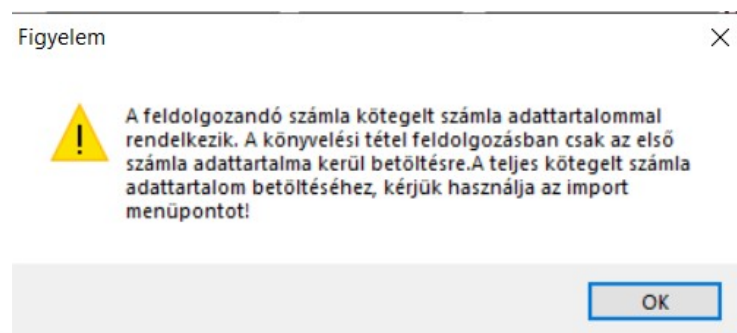 Figyelem
A feldolgozandó számla kötegelt számla adattartalommal
rendelkezik. A könyvelési tétel feldolgozásban csak az első
számla adattartalma kerül betöltésre.A teljes kötegelt számla
adattartalom betöltéséhez, kérjük használja az import
menüpontot!
OK